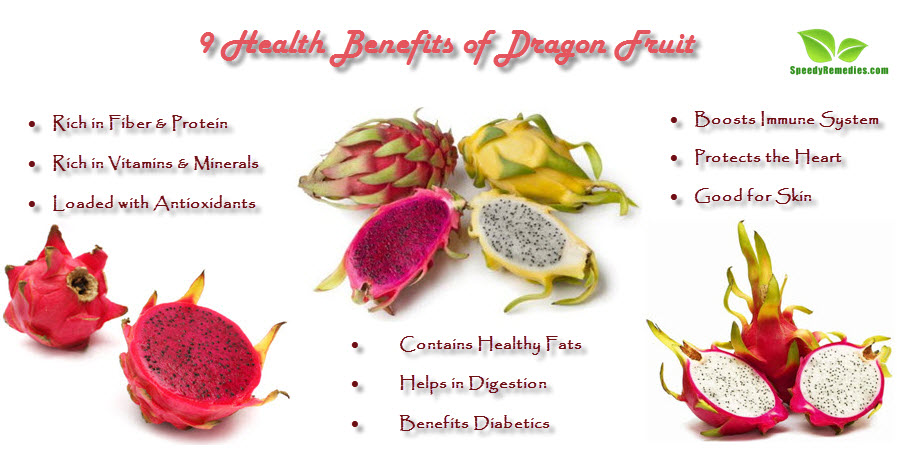 9 Health Benefits of Dragon Fruit
SpeedyRemedies.com
• Rich in Fiber & Protein
• Rich in Vitamins & Minerals
• Loaded with Antioxidants
• Boosts Immune System
• Protects the Heart
• Good for Skin
• Contains Healthy Fats
• Helps in Digestion
• Benefits Diabetics